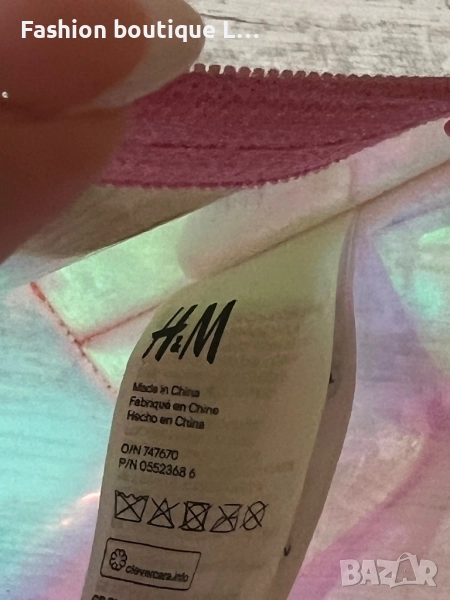 Fashion boutique L...
H&M
Made in China
Fabriqué en Chine
Hecho en China
O/N 747670
P/N 0552368 6
clevercare.info
BAZAR